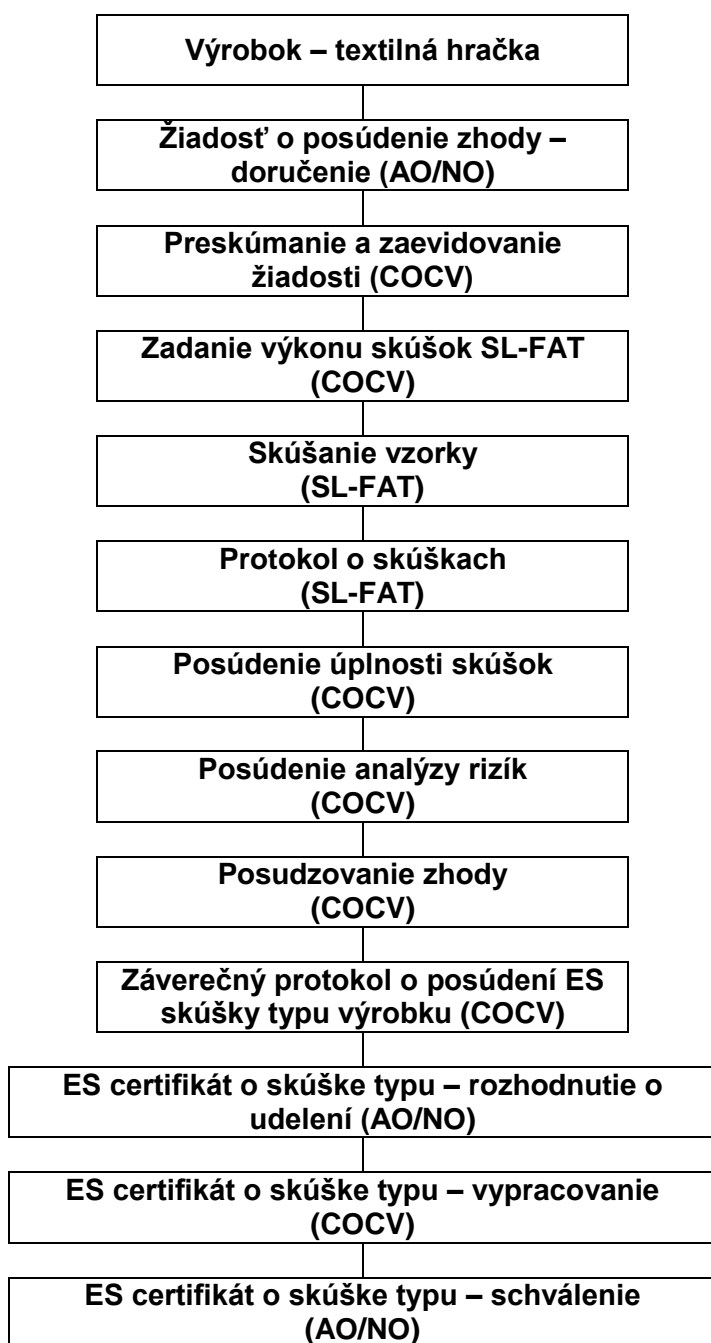 Výrobok – textilná hračka
Žiadosť o posúdenie zhody –
doručenie (AO/NO)
Preskúmanie a zaevidovanie
žiadosti (COCV)
Zadanie výkonu skúšok SL-FAT
(COCV)
Skúšanie vzorky
(SL-FAT)
Protokol o skúškach
(SL-FAT)
Posúdenie úplnosti skúšok
(COCV)
Posúdenie analýzy rizík
(COCV)
Posudzovanie zhody
(COCV)
Záverečný protokol o posúdení ES
skúšky typu výrobku (COCV)
ES certifikát o skúške typu – rozhodnutie o
udelení (AO/NO)
ES certifikát o skúške typu – vypracovanie
(COCV)
ES certifikát o skúške typu – schválenie
(AO/NO)